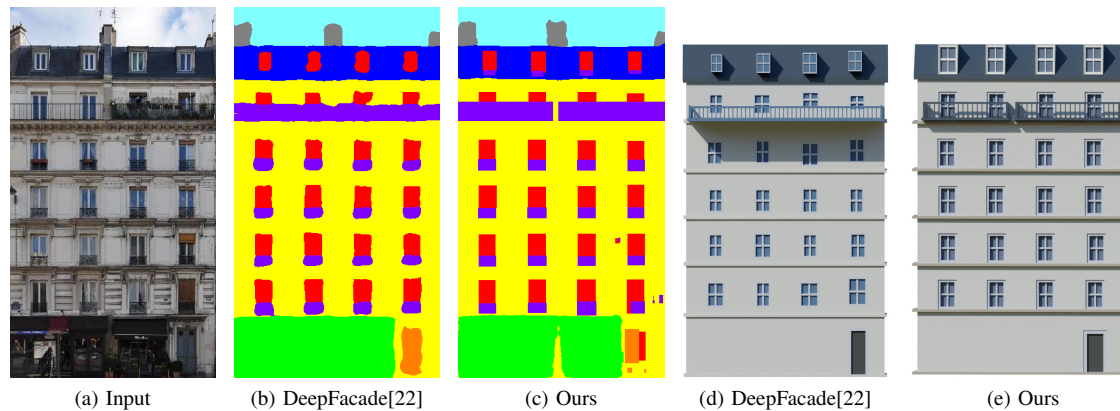 (a) Input
(b) DeepFacade[22]
(c) Ours
(d) DeepFacade[22]
(e) Ours